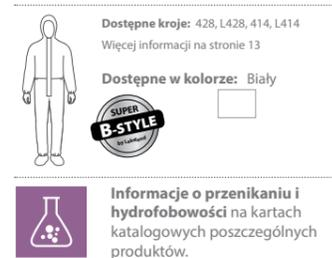 Dostępne kroje: 428, L428, 414, L414
Więcej informacji na stronie 13
Dostępne w kolorze: Biały
SUPER
B-STYLE
by Lakeland
Informacje o przenikaniu i
hydrofobowości na kartach
katalogowych poszczególnych
produktów.